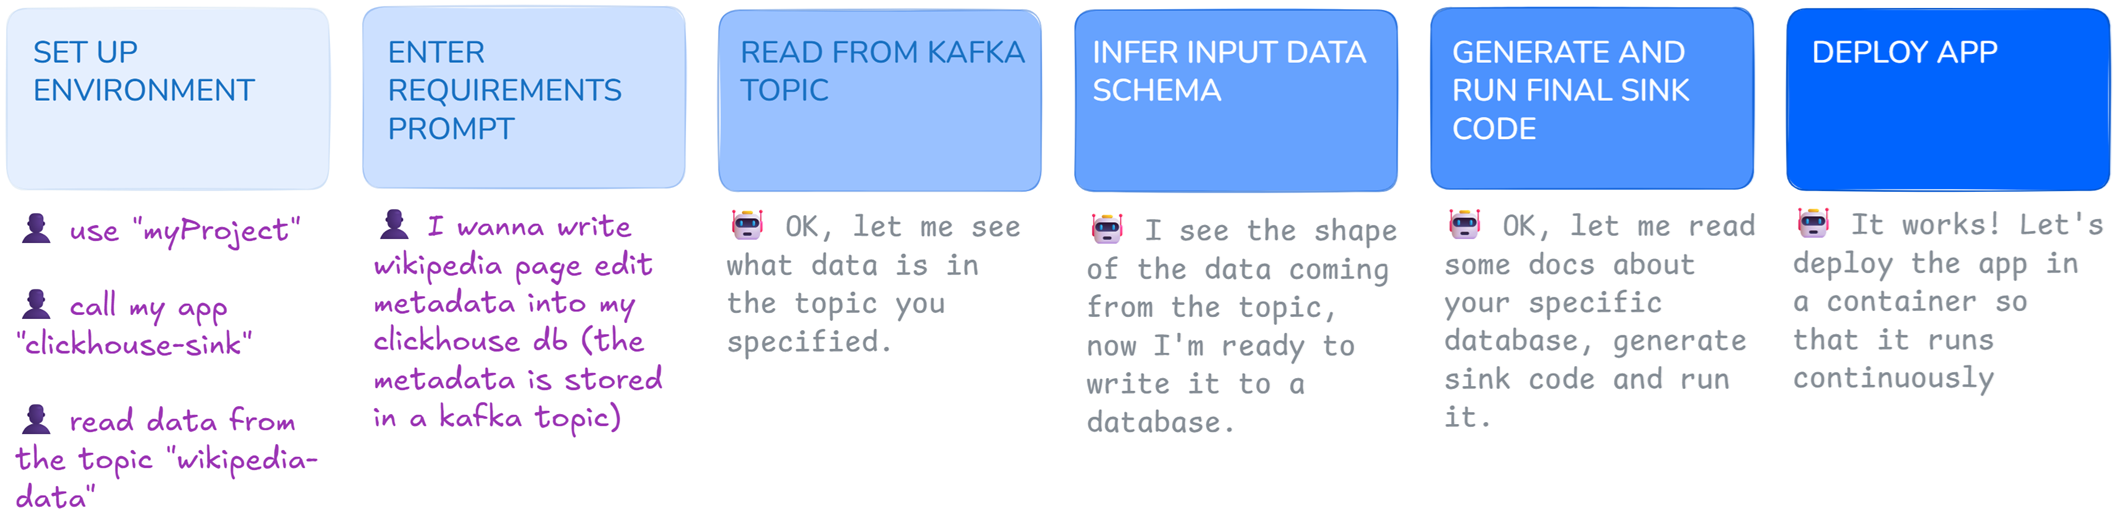 SET UP
ENVIRONMENT
use "myProject"
call my app
"clickhouse-sink"
read data from
the topic "wikipedia-
data"
ENTER
REQUIREMENTS
PROMPT
I wanna write
wikipedia page edit
metadata into my
clickhouse db (the
metadata is stored
in a kafka topic)
READ FROM KAFKA
TOPIC
OK, let me see
what data is in
the topic you
specified.
INFER INPUT DATA
SCHEMA
I see the shape
of the data coming
from the topic,
now I'm ready to
write it to a
database.
GENERATE AND
RUN FINAL SINK
CODE
OK, let me read
some docs about
your specific
database, generate
sink code and run
it.
DEPLOY APP
It works! Let's
deploy the app in
a container so
that it runs
continuously